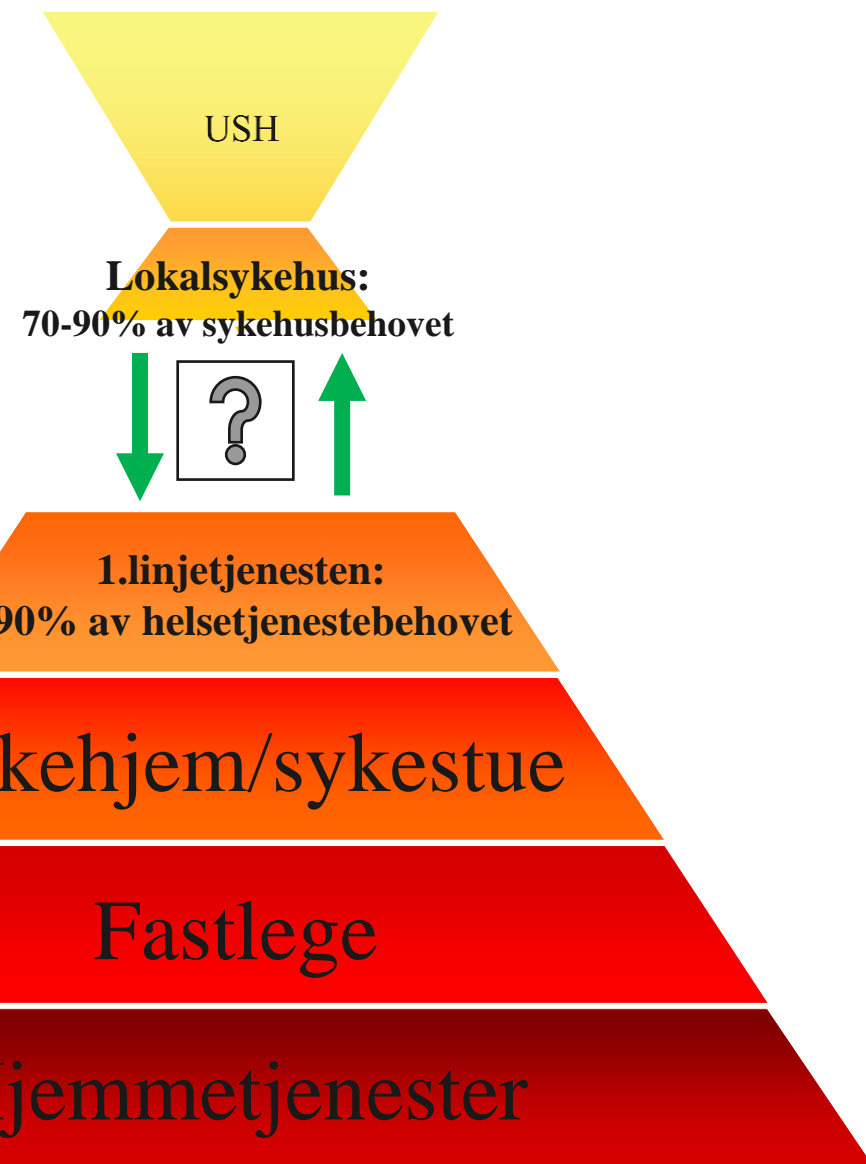 USH
Lokalsykehus:
70-90% av sykehusbehovet
?
1.linjetjenesten:
90% av helsetjenestebehovet
kehjem/sykestue
Fastlege
jemmetjenester